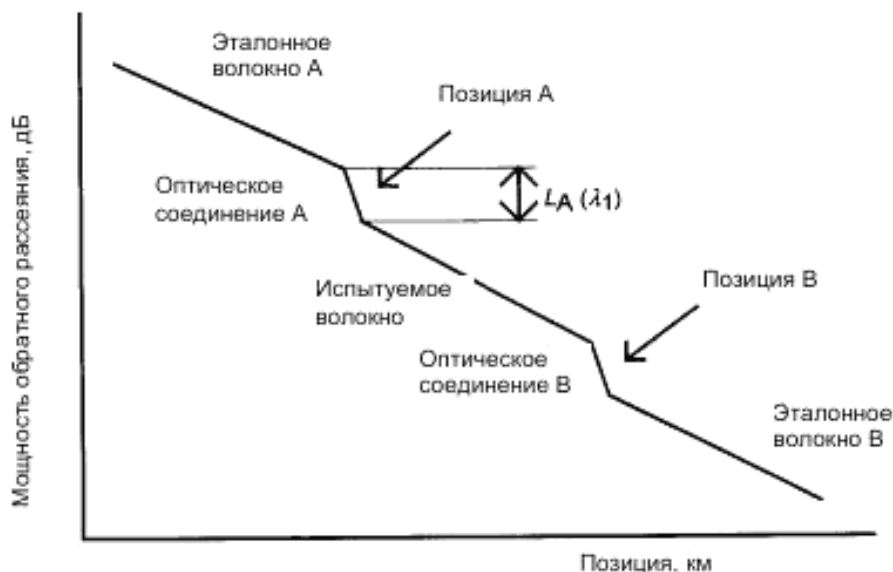 Мощность обратного рассеяния, дБ
Эталонное
волокно A
Позиция A
Оптическое
соединение A
LA (λ1)
Испытуемое
волокно
Позиция B
Оптическое
соединение B
Эталонное
волокно B
Позиция, км